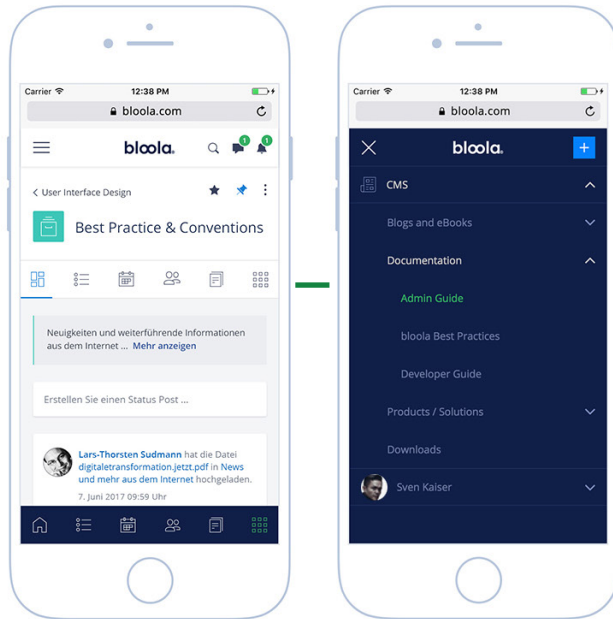 Carrier
12:38 PM
bloola.com
bloola.
1
1
User Interface Design
Best Practice & Conventions
Neuigkeiten und weiterführende Informationen
aus dem Internet ... Mehr anzeigen
Erstellen Sie einen Status Post ...
Lars-Thorsten Sudmann hat die Datei
digitaletransformation.jetzt.pdf in News
und mehr aus dem Internet hochgeladen.
7. Juni 2017 09:59 Uhr
Carrier
12:38 PM
bloola.com
bloola.
CMS
Blogs and eBooks
Documentation
Admin Guide
bloola Best Practices
Developer Guide
Products / Solutions
Downloads
Sven Kaiser